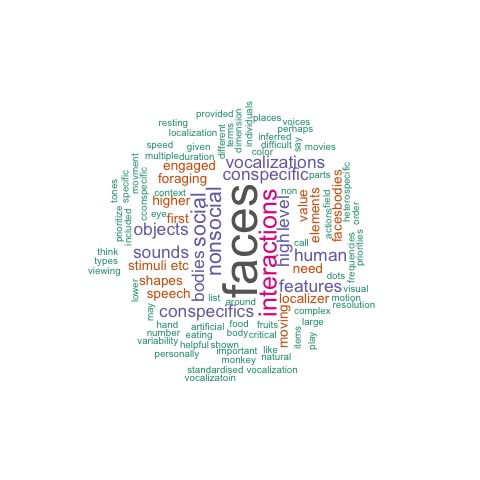 provided
places
individuals
resting
voices
localization
different
terms
dimension
inferred
perhaps
speed
given
difficult
say
movies
multiple
duration
color
engaged
vocalizations
tones
specific
movment
cconspecific
foraging
conspecific
parts
heterospecific
context
higher
social
nonsocial
faces
non
value
elements
facesbodies
prioritize
included
eye
first
interactions
highlevel
actions
field
order
objects
call
priorities
think
sounds
bodies
human
frequencies
types
stimuli etc
need
viewing
shapes
features
dots
visual
lower
speech
list
around
localizer
motion
resolution
may
conspecifics
moving
complex
hand
artificial
food
fruits
large
number
eating
body
critical
items
play
variability
helpful
shown
important
like
personally
monkey
natural
standardised
vocalization
vocalizatoin